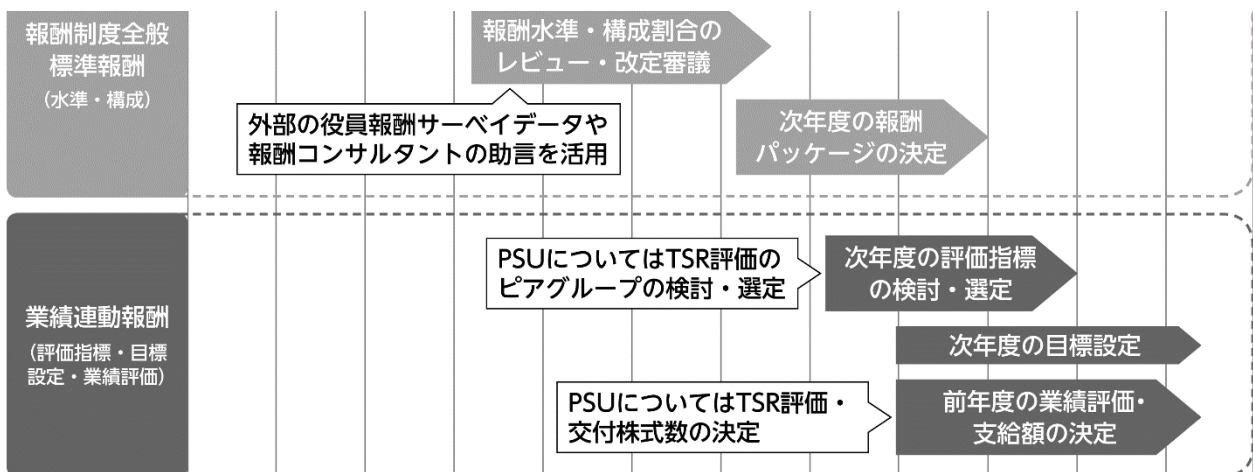 報酬制度全般
標準報酬
（水準・構成）
報酬水準・構成割合の
レビュー・改定審議
外部の役員報酬サーベイデータや
報酬コンサルタントの助言を活用
次年度の報酬
パッケージの決定
業績連動報酬
（評価指標・目標
設定・業績評価）
PSUについてはTSR評価の
ピアグループの検討・選定
次年度の評価指標
の検討・選定
次年度の目標設定
PSUについてはTSR評価・
交付株式数の決定
前年度の業績評価・
支給額の決定